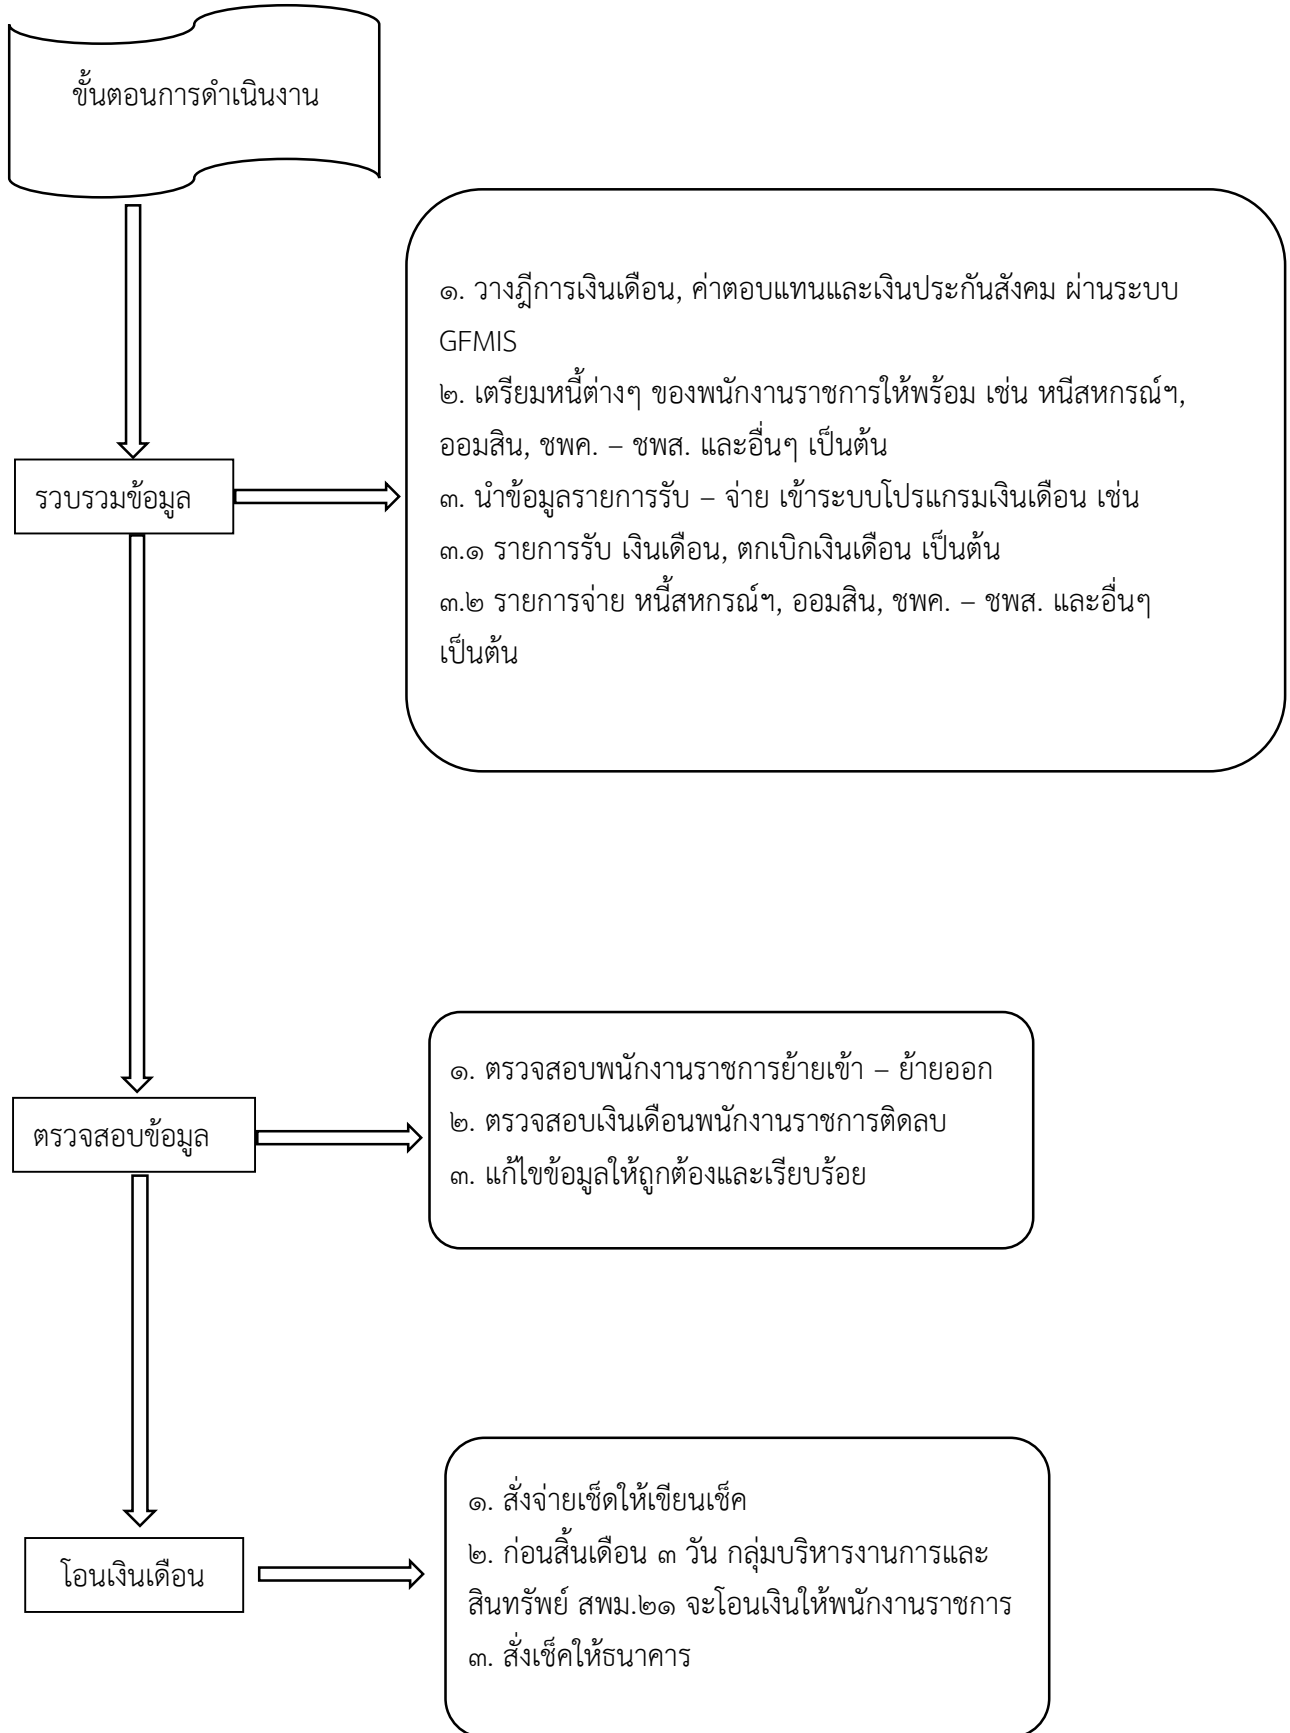 ขั้นตอนการดำเนินงาน
๑. วางฎีการเงินเดือน, ค่าตอบแทนและเงินประกันสังคม ผ่านระบบ
GFMIS
๒. เตรียมหนี้ต่างๆ ของพนักงานราชการให้พร้อม เช่น หนีสหกรณ์ฯ,
ออมสิน, ชพค. – ชพส. และอื่นๆ เป็นต้น
รวบรวมข้อมูล
๓. นำข้อมูลรายการรับ – จ่าย เข้าระบบโปรแกรมเงินเดือน เช่น
๓.๑ รายการรับ เงินเดือน, ตกเบิกเงินเดือน เป็นต้น
๓.๒ รายการจ่าย หนี้สหกรณ์ฯ, ออมสิน, ชพค. – ชพส. และอื่นๆ
เป็นต้น
ตรวจสอบข้อมูล
๑. ตรวจสอบพนักงานราชการย้ายเข้า – ย้ายออก
๒. ตรวจสอบเงินเดือนพนักงานราชการติดลบ
๓. แก้ไขข้อมูลให้ถูกต้องและเรียบร้อย
โอนเงินเดือน
๑. สั่งจ่ายเช็ดให้เขียนเช็ค
๒. ก่อนสิ้นเดือน ๓ วัน กลุ่มบริหารงานการและ
สินทรัพย์ สพม.๒๑ จะโอนเงินให้พนักงานราชการ
๓. สั่งเช็คให้ธนาคาร